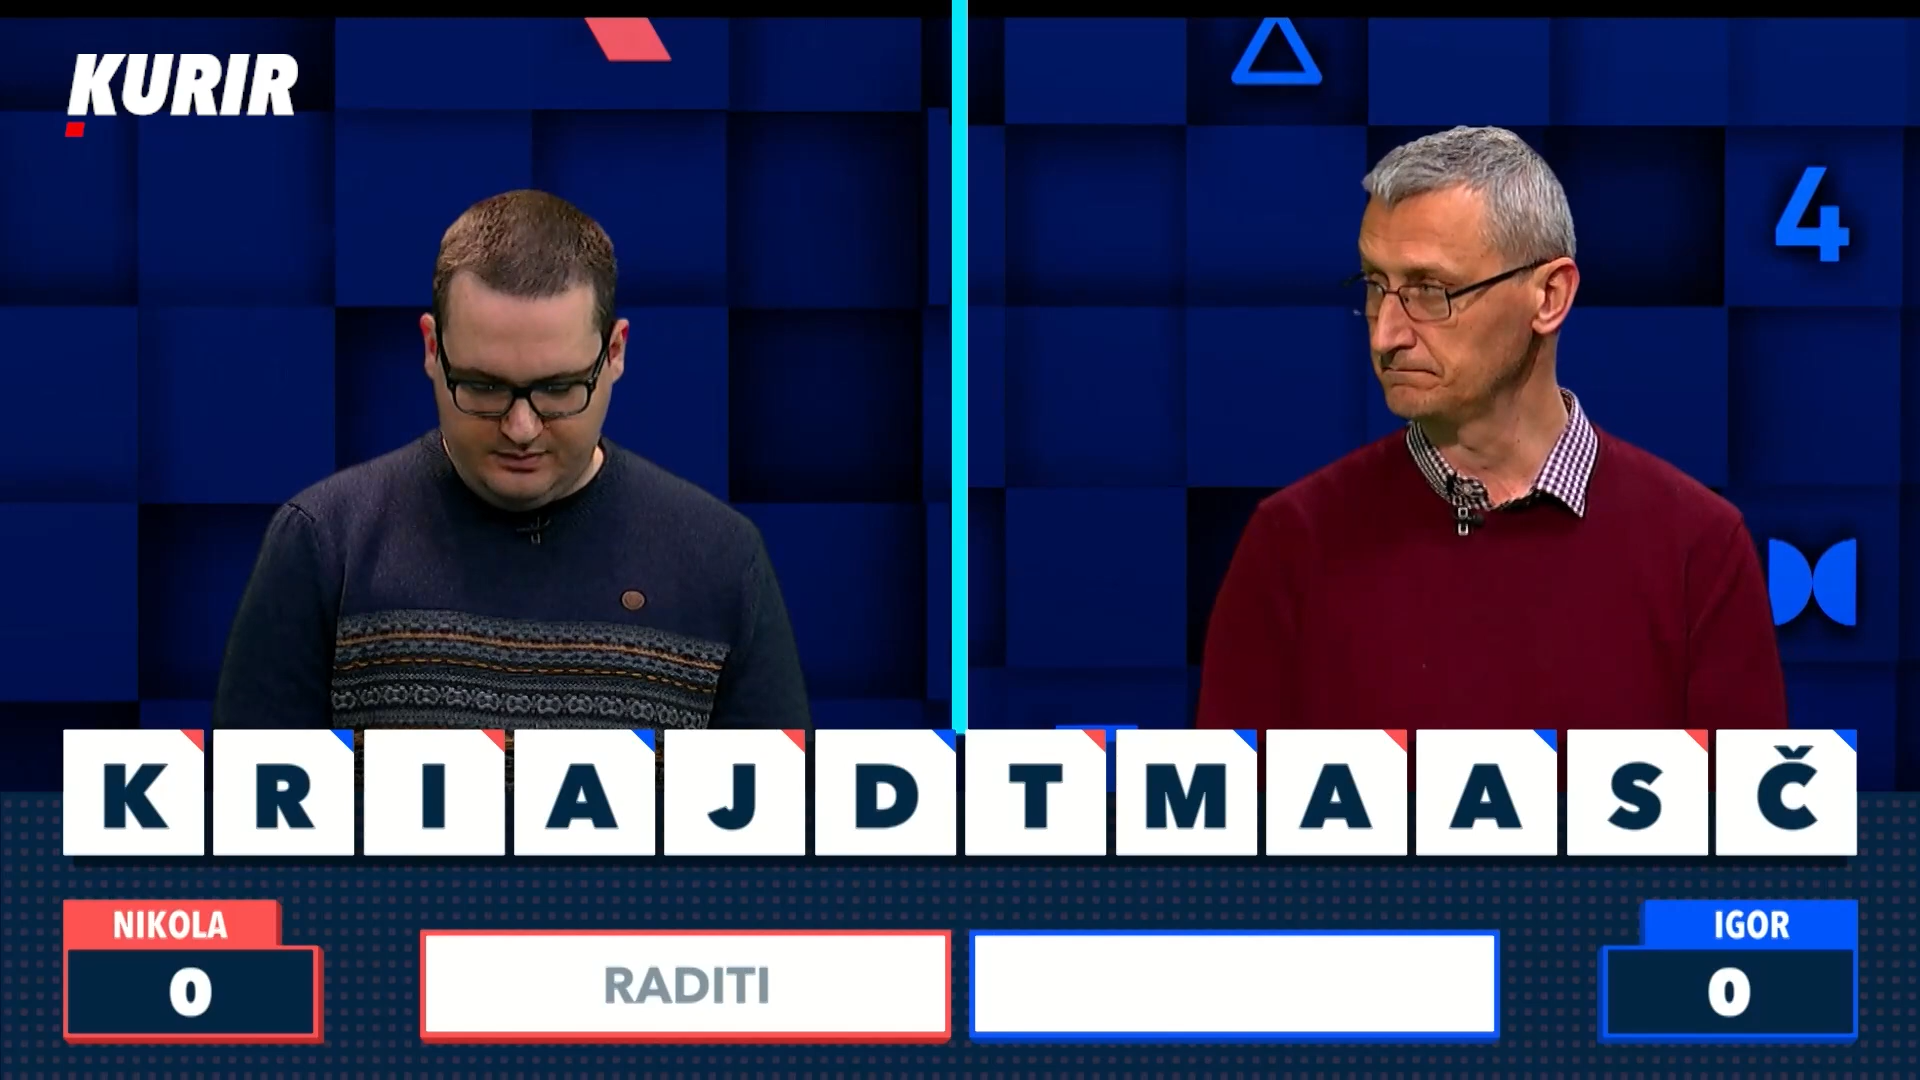 KURIR
4
K R I A J D T M A A S Č
NIKOLA
0
RADITI
IGOR
0